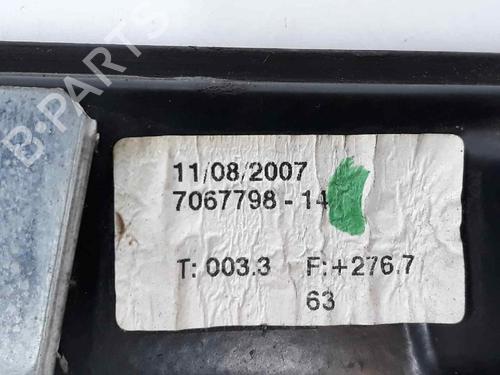 B-PARTS
11/08/2007
7067798 - 14
T: 003.3 F: +276.7
63